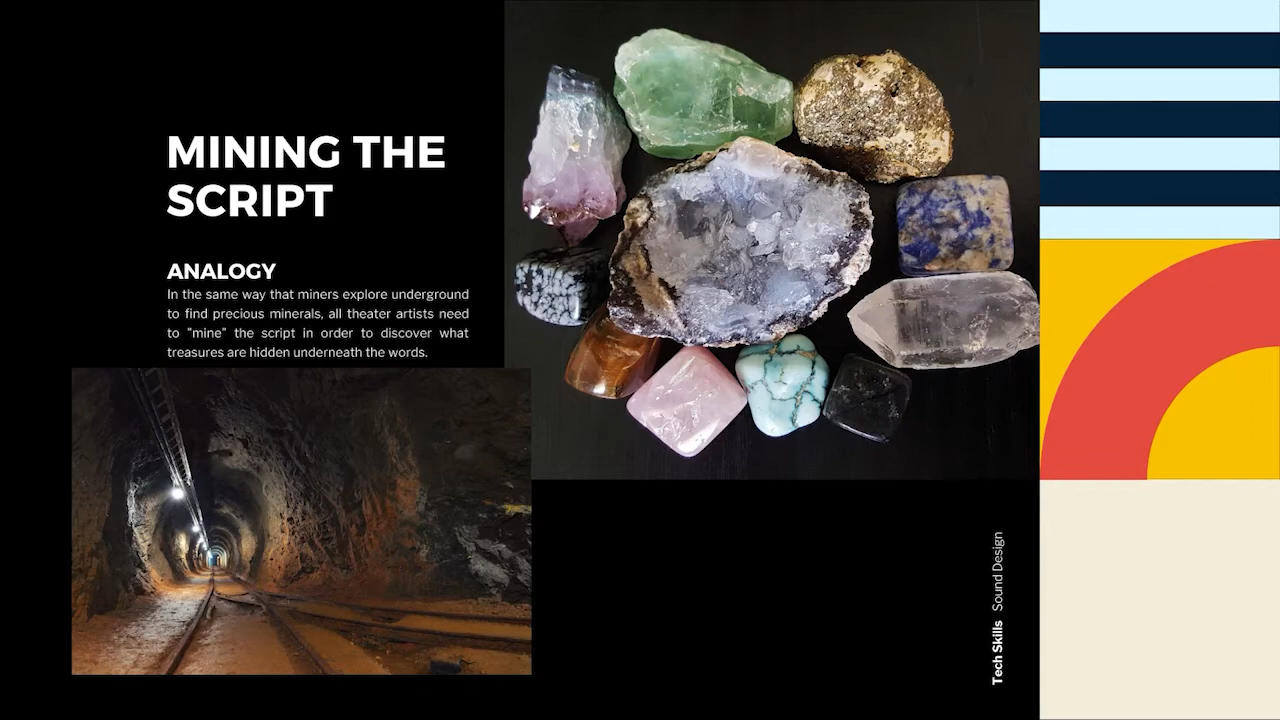 MINING THE
SCRIPT
ANALOGY
In the same way that miners explore underground
to find precious minerals, all theater artists need
to "mine" the script in order to discover what
treasures are hidden underneath the words.
Tech Skills Sound Design